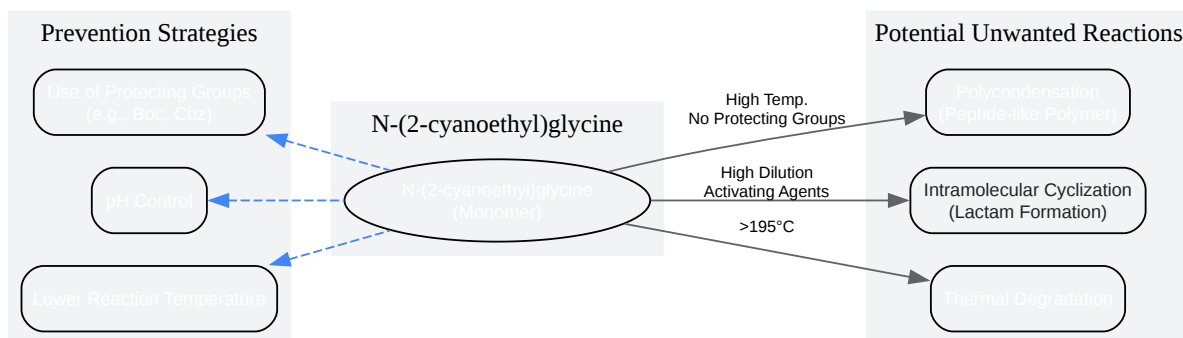 Prevention Strategies
Use of Protecting Groups
(e.g., Boc, Cbz)
pH Control
Lower Reaction Temperature
N-(2-cyanoethyl)glycine
N-(2-cyanoethyl)glycine
(Monomer)
High Temp.
No Protecting Groups
High Dilution
Activating Agents
>195°C
Potential Unwanted Reactions
Polycondensation
(Peptide-like Polymer)
Intramolecular Cyclization
(Lactam Formation)
Thermal Degradation